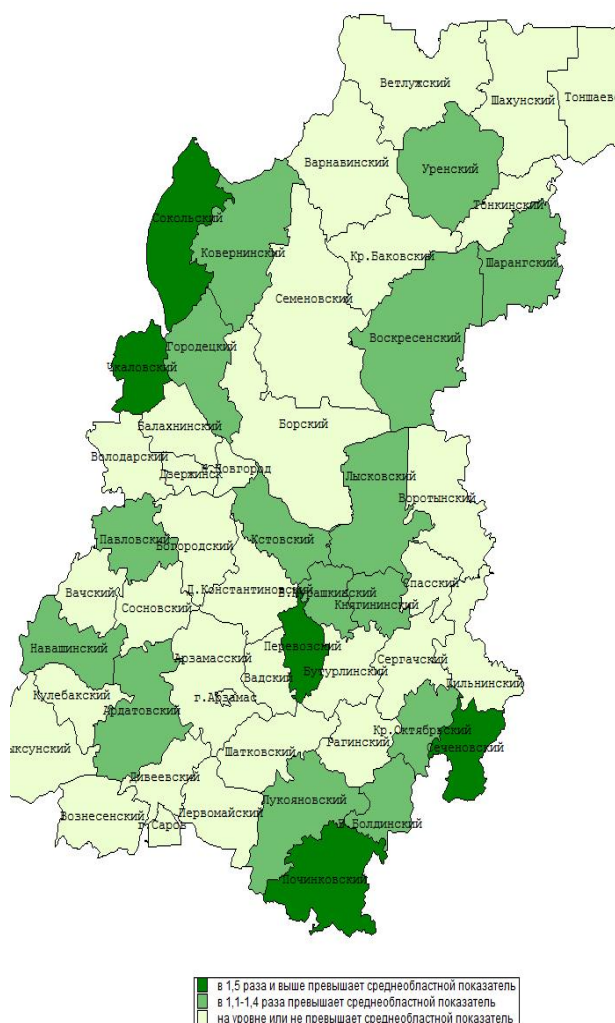 Ветлужский
Шахунский
Тоншаев
Варнавинский
Уренский
Тонкинский
Сокольский
Ковернинский
Кр.Баковский
Шарангский
Семеновский
Воскресенский
Городецкий
Чкаловский
Балахнинский
Борский
Володарский
Дзержинск
Н.Новгород
Лысковский
Воротынский
Павловский
Богородский
Кстовский
Вачский
Д.Константиновский
Спасский
Сосновский
Княгининский
Навашинский
Арзамасский
Перевозский
Сергачский
Вадский
Бутурлинский
Пильнинский
Кулебакский
г.Арзамас
Ардатовский
Кр.Октябрьский
ыксунский
Шатковский
Рагинский
Сеченовский
Дивеевский
Вознесенский
г.Саров
Первомайский
Лукояновский
Б.Болдинский
Починковский
в 1,5 раза и выше превышает среднеобластной показатель
в 1,1-1,4 раза превышает среднеобластной показатель
на уровне или не превышает среднеобластной показатель